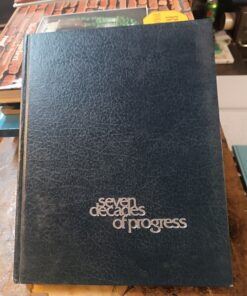 seven
decades
of progress